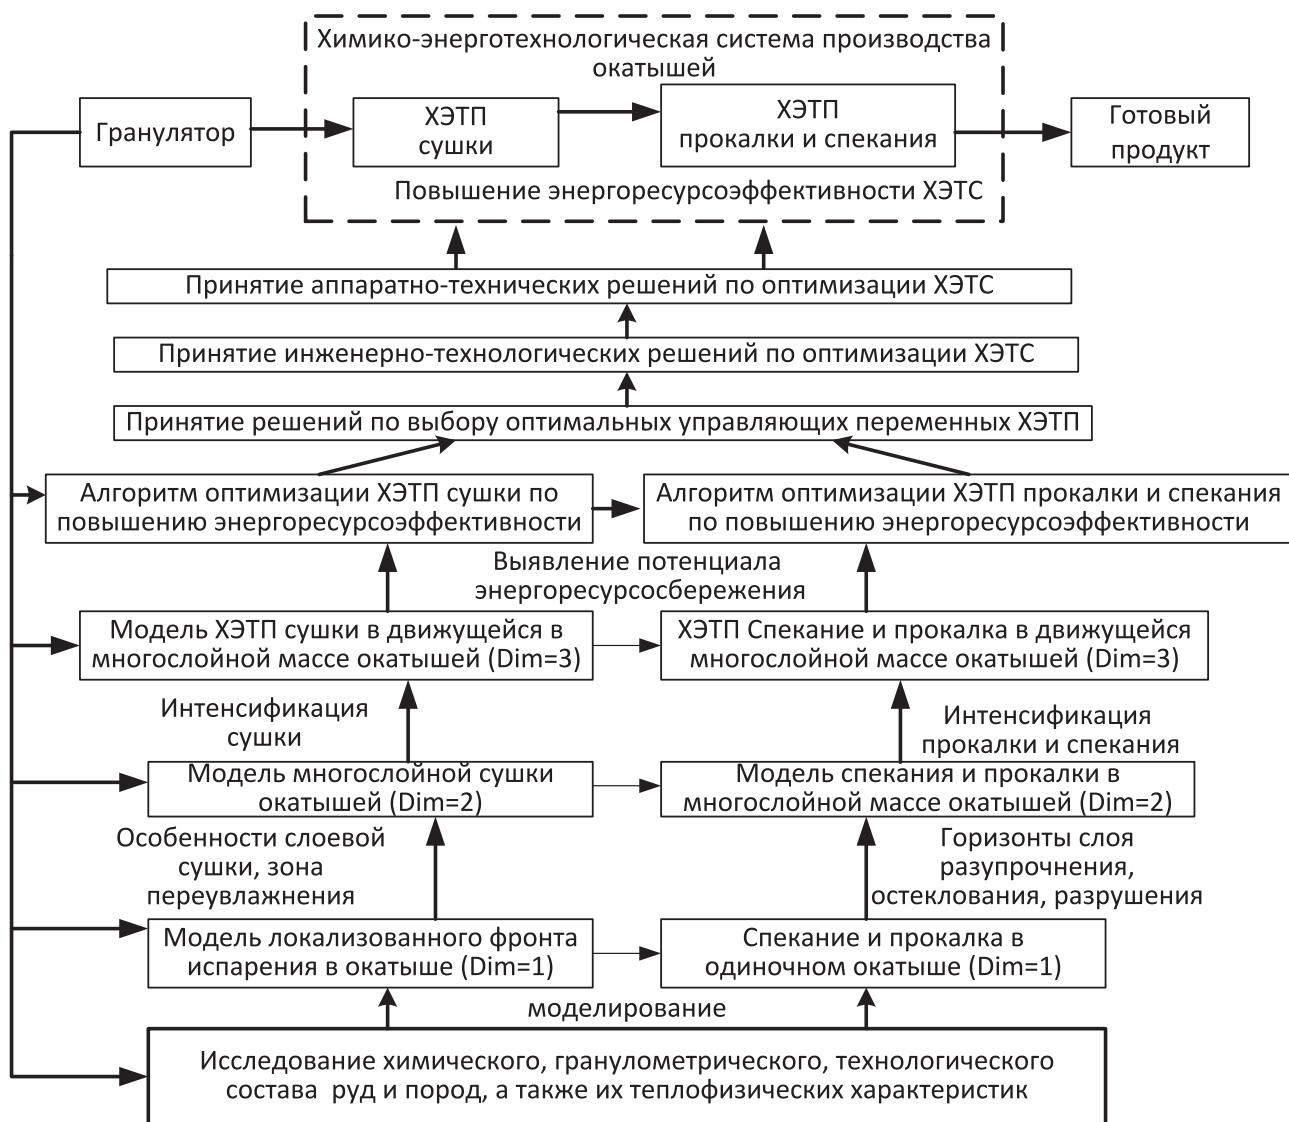 Химико-энерготехнологическая система производства
окатышей
Гранулятор
ХЭТП
сушки
ХЭТП
прокалки и спекания
Готовый
продукт
Повышение энергоресурсоэффективности ХЭТС
Принятие аппаратно-технических решений по оптимизации ХЭТС
Принятие инженерно-технологических решений по оптимизации ХЭТС
Принятие решений по выбору оптимальных управляющих переменных ХЭТП
Алгоритм оптимизации ХЭТП сушки по
повышению энергоресурсоэффективности
Алгоритм оптимизации ХЭТП прокалки и спекания
по повышению энергоресурсоэффективности
Выявление потенциала
энергоресурсосбережения
Модель ХЭТП сушки в движущейся в
многослойной массе окатышей (Dim=3)
ХЭТП Спекание и прокалка в движущейся
многослойной массе окатышей (Dim=3)
Интенсификация
сушки
Интенсификация
прокалки и спекания
Модель многослойной сушки
окатышей (Dim=2)
Модель спекания и прокалки в
многослойной массе окатышей (Dim=2)
Особенности слоевой
сушки, зона
переувлажнения
Горизонты слоя
разупрочнения,
остеклования, разрушения
Модель локализованного фронта
испарения в окатыше (Dim=1)
Спекание и прокалка в
одиночном окатыше (Dim=1)
моделирование
Исследование химического, гранулометрического, технологического
состава руд и пород, а также их теплофизических характеристик